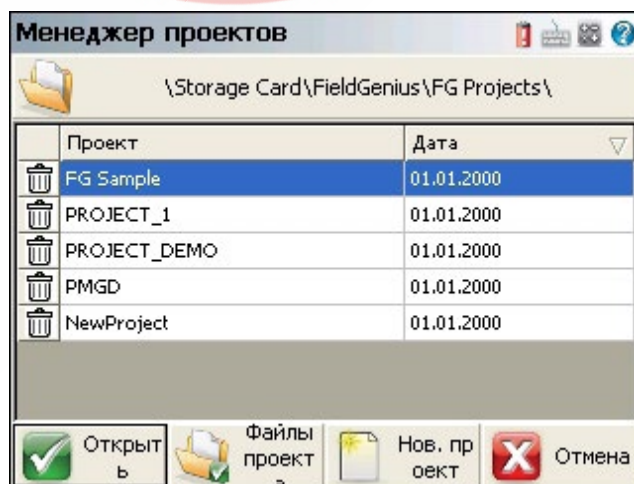 Менеджер проектов
\Storage Card\FieldGenius\FG Projects\
Проект Дата
FG Sample 01.01.2000
PROJECT_1 01.01.2000
PROJECT_DEMO 01.01.2000
PMGD 01.01.2000
NewProject 01.01.2000
Открыт
ь
Файлы
проект
Нов. пр
оект
Отмена